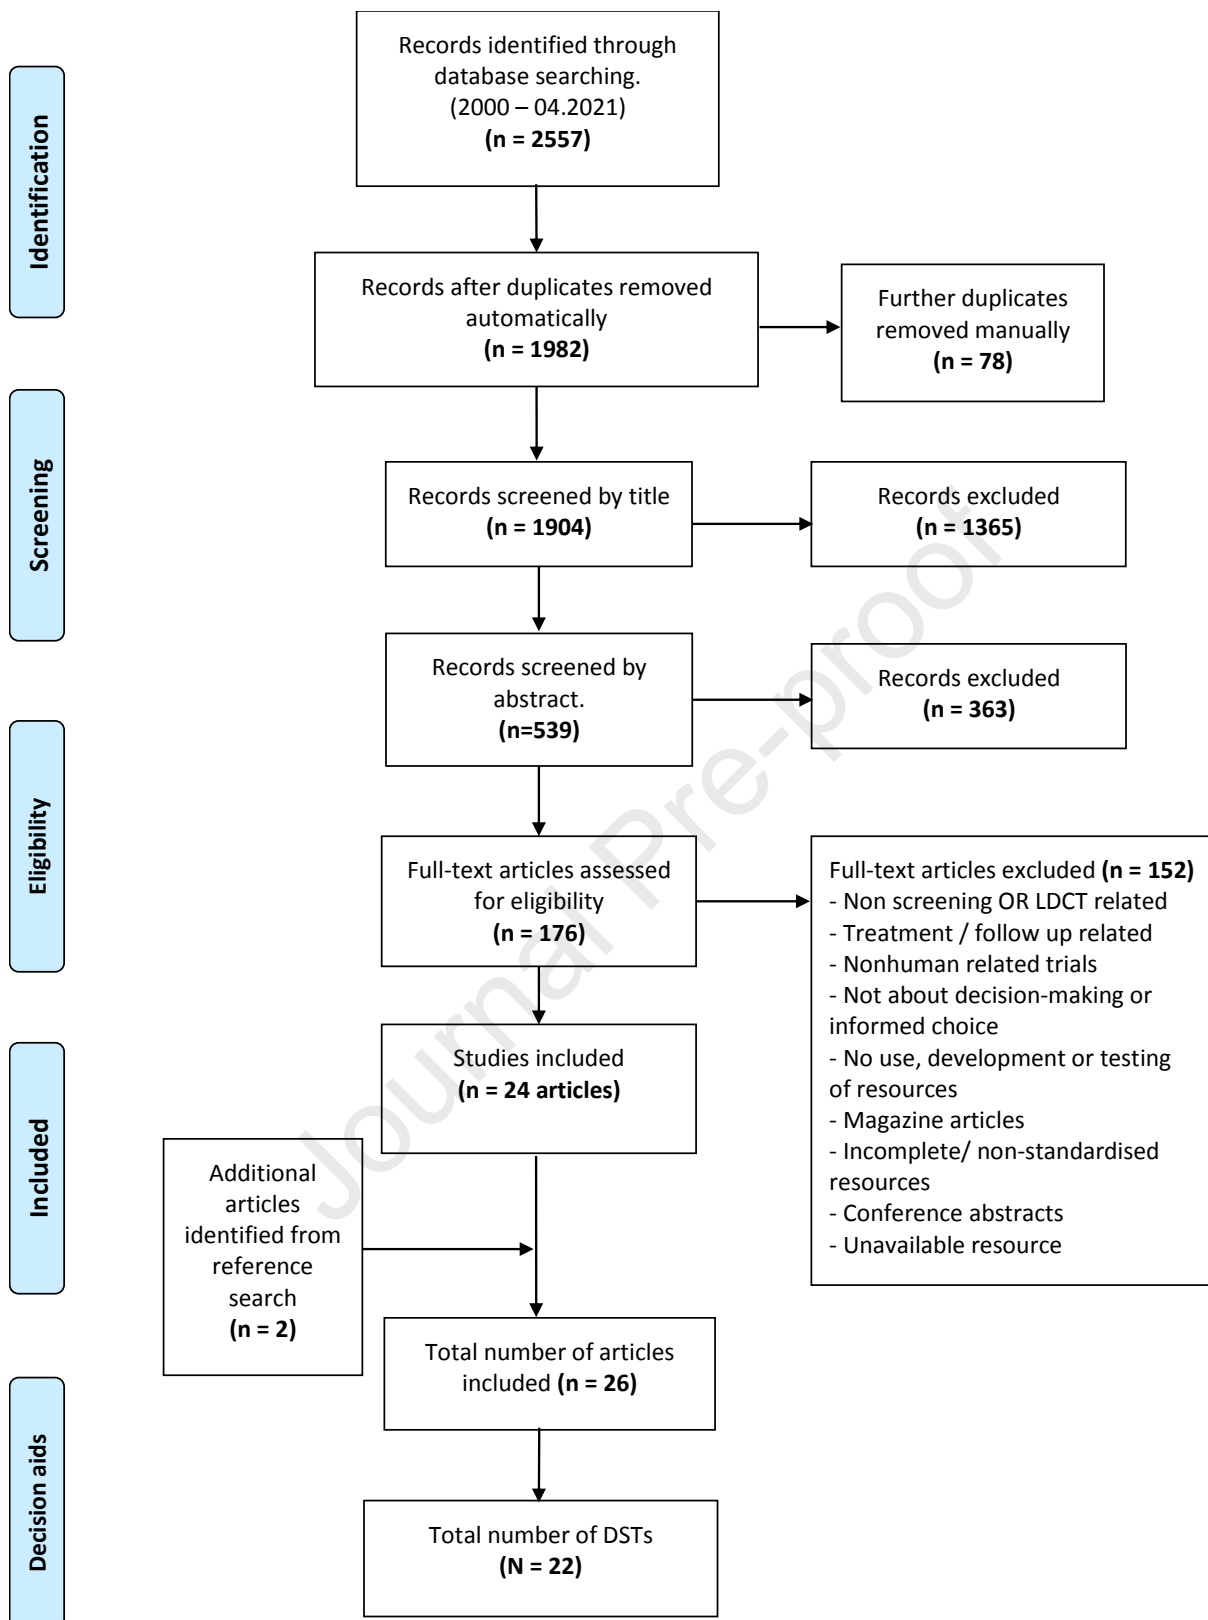 Identification
Records identified through
database searching.
(2000 – 04.2021)
(n = 2557)
Records after duplicates removed
automatically
(n = 1982)
Further duplicates
removed manually
(n = 78)
Screening
Records screened by title
(n = 1904)
Records excluded
(n = 1365)
Records screened by
abstract.
(n=539)
Records excluded
(n = 363)
Eligibility
Full-text articles assessed
for eligibility
(n = 176)
Full-text articles excluded (n = 152)
- Non screening OR LDCT related
- Treatment / follow up related
- Nonhuman related trials
- Not about decision-making or
informed choice
- No use, development or testing
of resources
- Magazine articles
- Incomplete/ non-standardised
resources
- Conference abstracts
- Unavailable resource
Included
Studies included
(n = 24 articles)
Additional
articles
identified from
reference
search
(n = 2)
Total number of articles
included (n = 26)
Decision aids
Total number of DSTs
(N = 22)
Journal Pre-proof